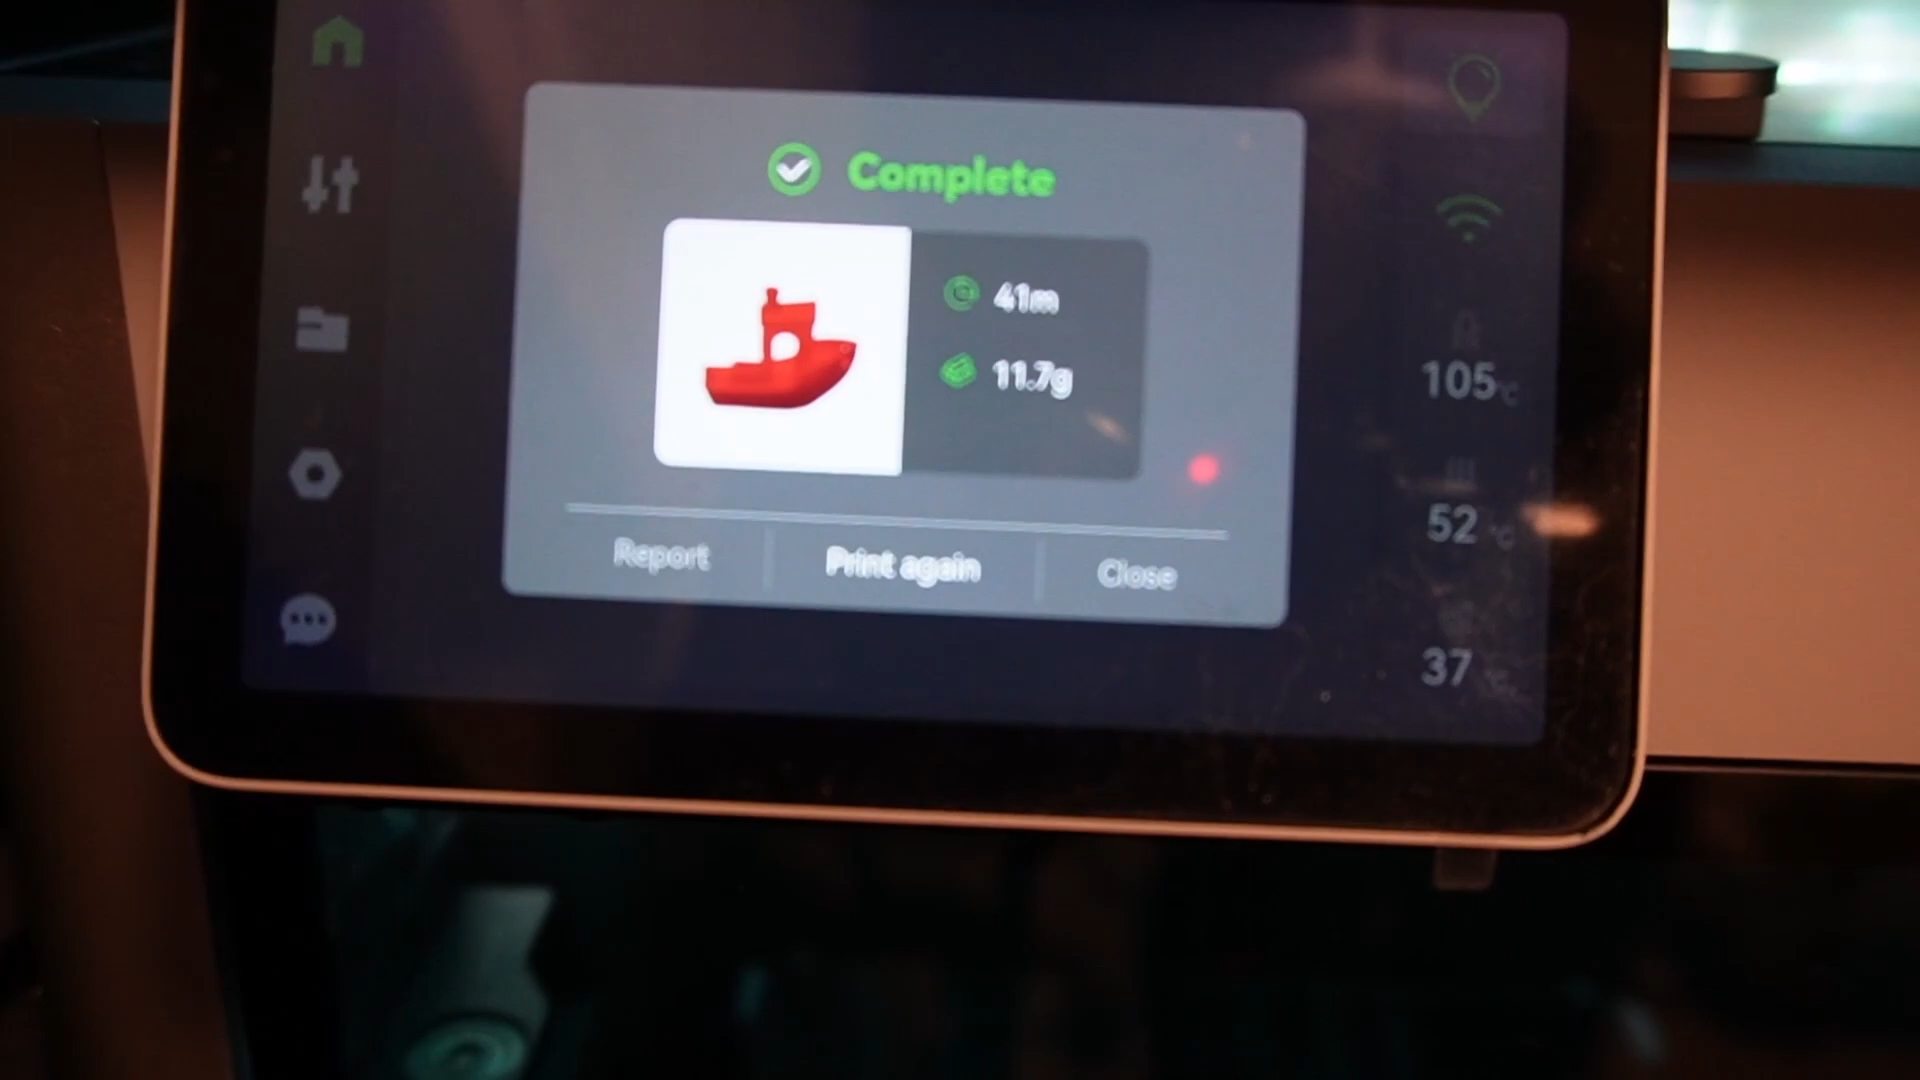 Complete
41m
11.7g
Report
Print again
Close
105°C
52 °C
37 °C